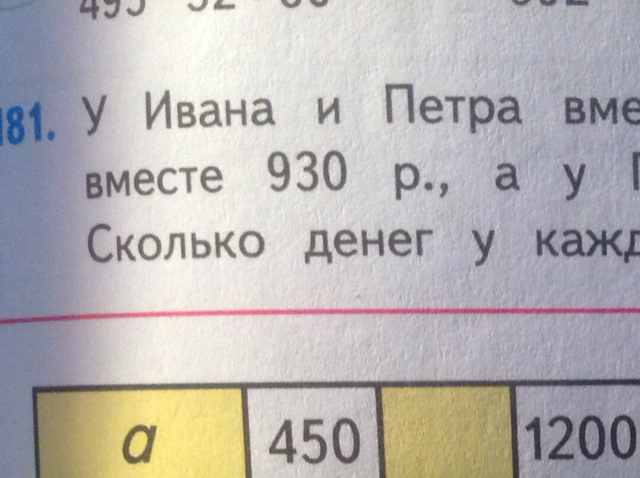 181. У Ивана и Петра
вместе 930 р., а у
Сколько денег у
а 450 1200